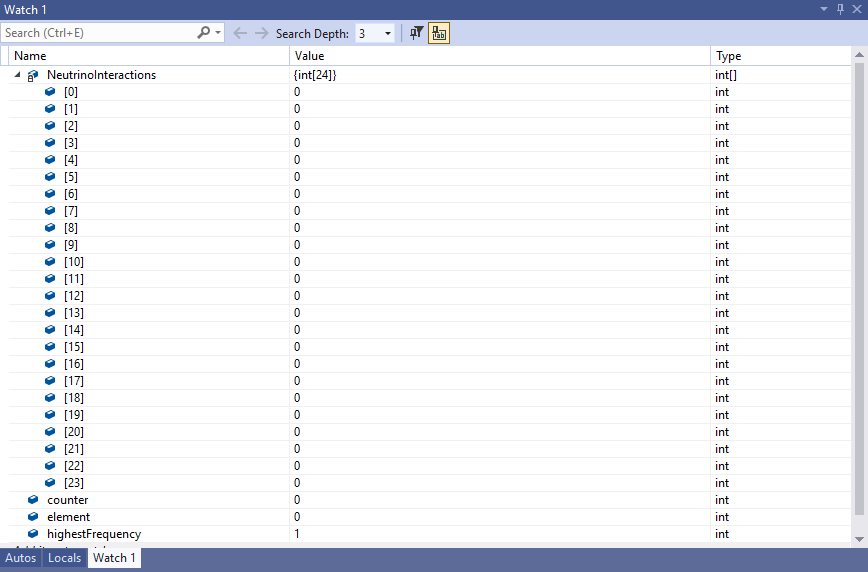 Watch 1
Search (Ctrl+E) Search Depth: 3
Name Value Type
NeutrinoInteractions {int[24]} int[]
[0] 0 int
[1] 0 int
[2] 0 int
[3] 0 int
[4] 0 int
[5] 0 int
[6] 0 int
[7] 0 int
[8] 0 int
[9] 0 int
[10] 0 int
[11] 0 int
[12] 0 int
[13] 0 int
[14] 0 int
[15] 0 int
[16] 0 int
[17] 0 int
[18] 0 int
[19] 0 int
[20] 0 int
[21] 0 int
[22] 0 int
[23] 0 int
counter 0 int
element 0 int
highestFrequency 1 int
Autos Locals Watch 1